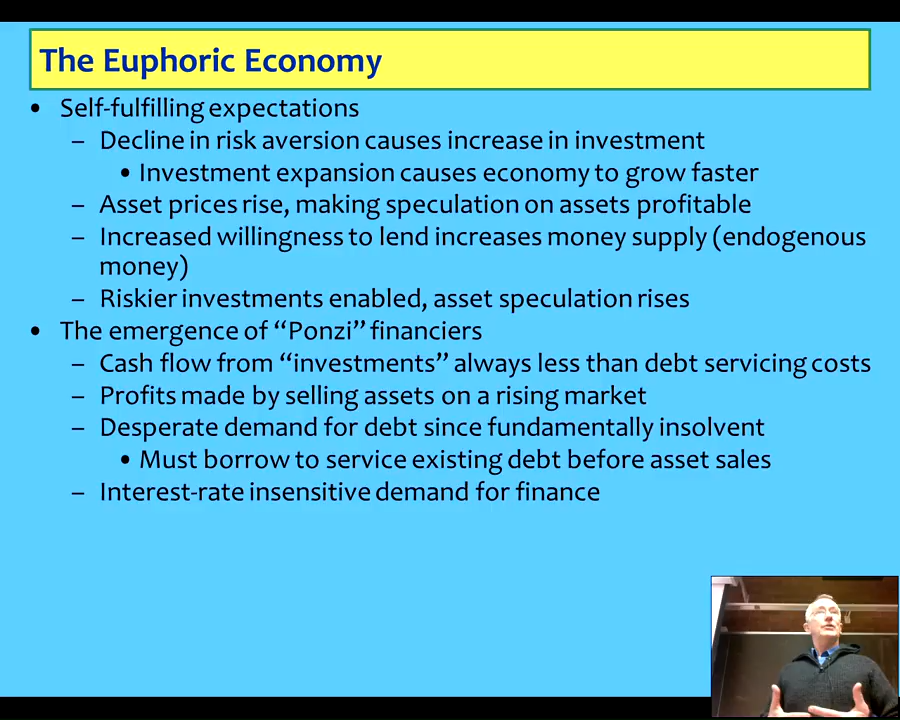 The Euphoric Economy
• Self-fulfilling expectations
– Decline in risk aversion causes increase in investment
• Investment expansion causes economy to grow faster
– Asset prices rise, making speculation on assets profitable
– Increased willingness to lend increases money supply (endogenous
money)
– Riskier investments enabled, asset speculation rises
• The emergence of “Ponzi” financiers
– Cash flow from “investments” always less than debt servicing costs
– Profits made by selling assets on a rising market
– Desperate demand for debt since fundamentally insolvent
• Must borrow to service existing debt before asset sales
– Interest-rate insensitive demand for finance